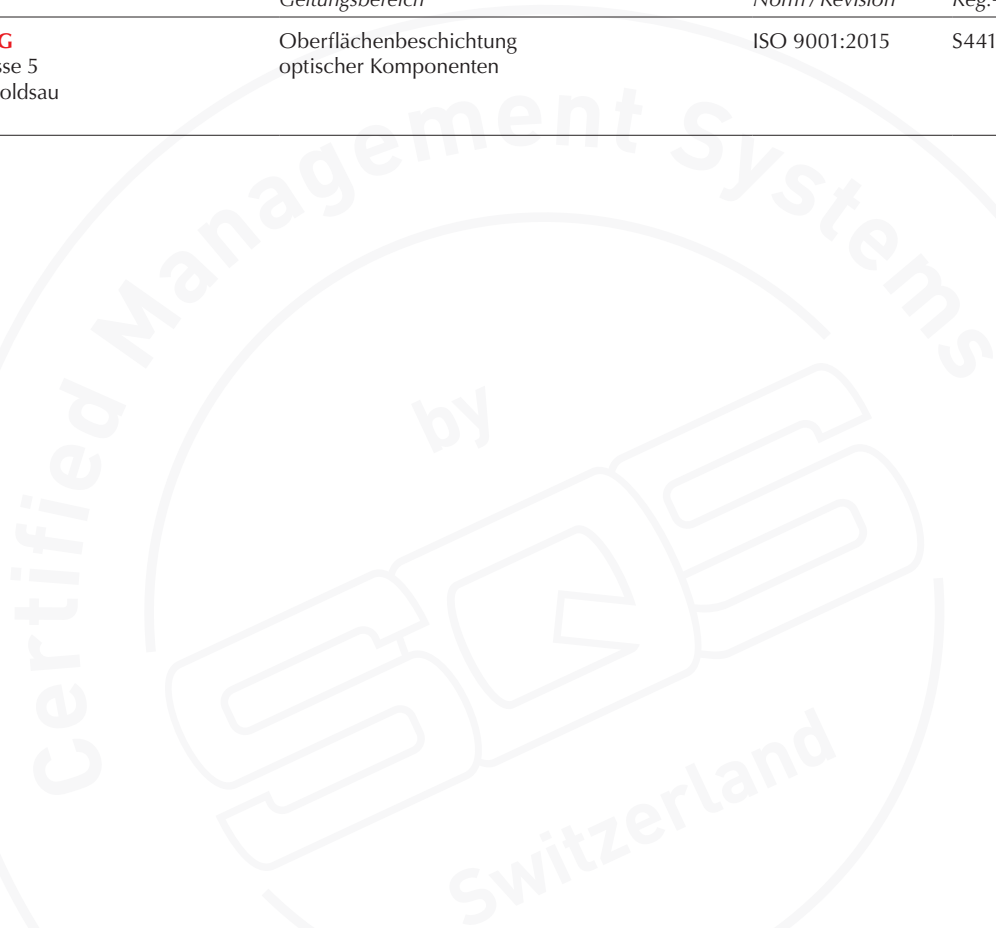 Geltungsbereich Norm / Revision Reg.-
G Oberflächenbeschichtung ISO 9001:2015 S441
sse 5 optischer Komponenten
oldsau
Certified Management Systems
by
SQS
Switzerland